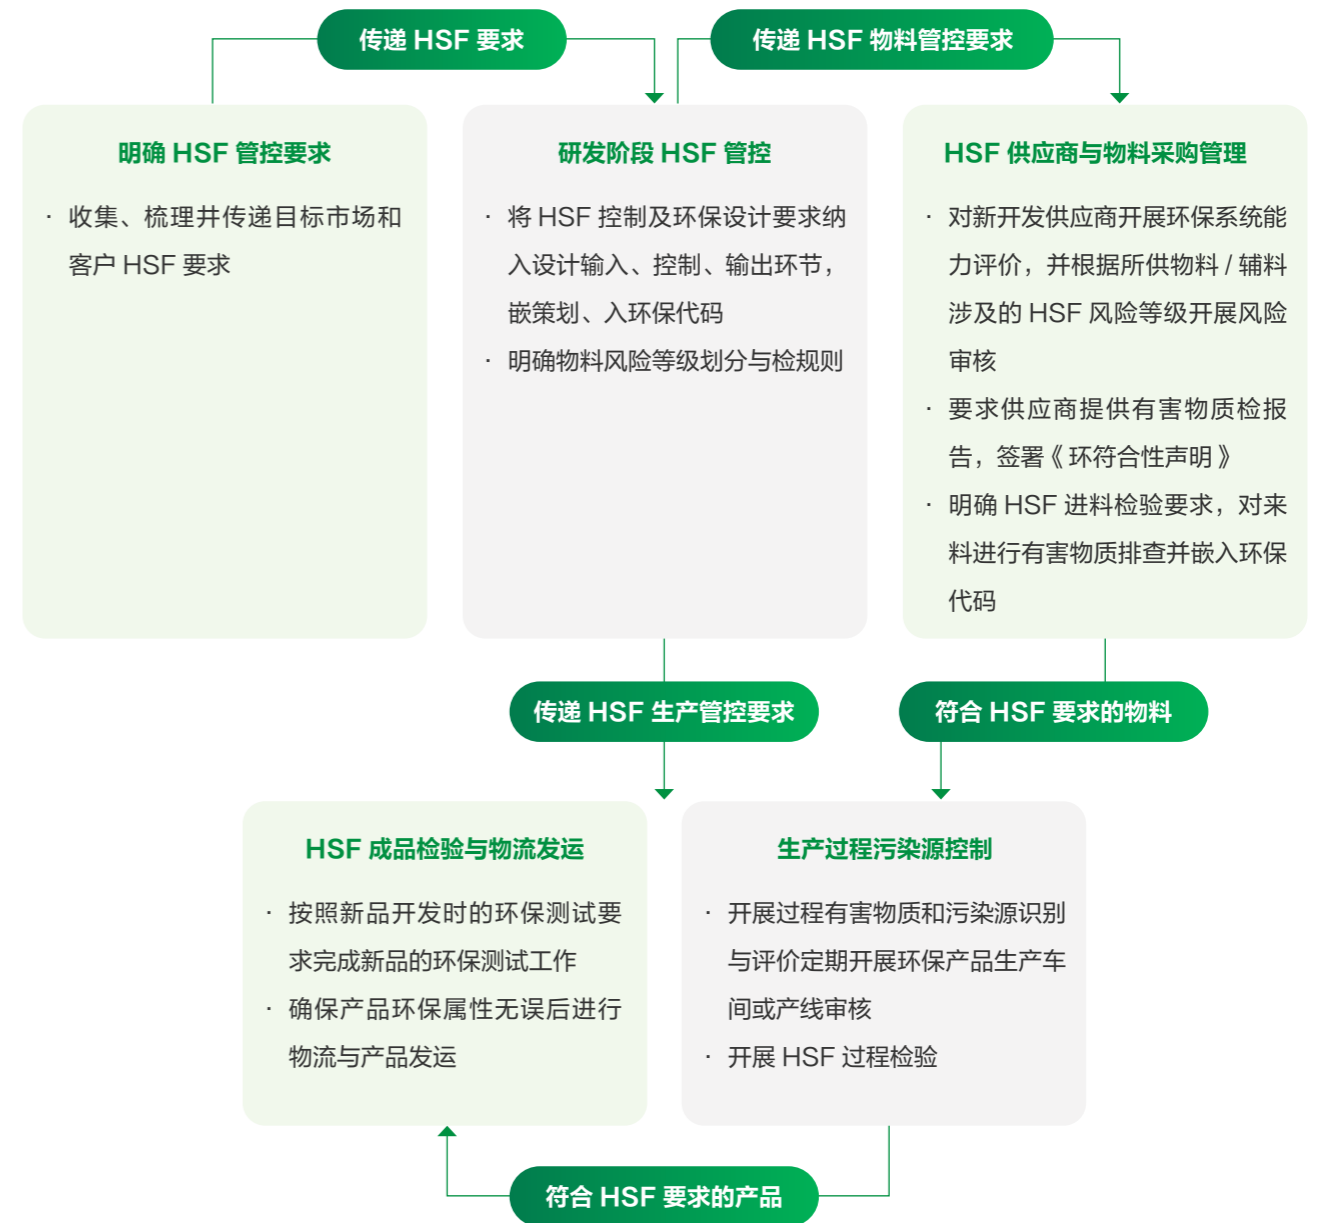 传递 HSF 要求
传递 HSF 物料管控要求
明确 HSF 管控要求
· 收集、梳理井传递目标市场和
客户 HSF 要求
研发阶段 HSF 管控
· 将 HSF 控制及环保设计要求纳
入设计输入、控制、输出环节，
嵌策划、入环保代码
· 明确物料风险等级划分与检规则
HSF 供应商与物料采购管理
· 对新开发供应商开展环保系统能
力评价，并根据所供物料 / 辅料
涉及的 HSF 风险等级开展风险
审核
· 要求供应商提供有害物质检报
告，签署《环符合性声明》
· 明确 HSF 进料检验要求，对来
料进行有害物质排查并嵌入环保
代码
传递 HSF 生产管控要求
符合 HSF 要求的物料
HSF 成品检验与物流发运
· 按照新品开发时的环保测试要
求完成新品的环保测试工作
· 确保产品环保属性无误后进行
物流与产品发运
生产过程污染源控制
· 开展过程有害物质和污染源识别
与评价定期开展环保产品生产车
间或产线审核
· 开展 HSF 过程检验
符合 HSF 要求的产品